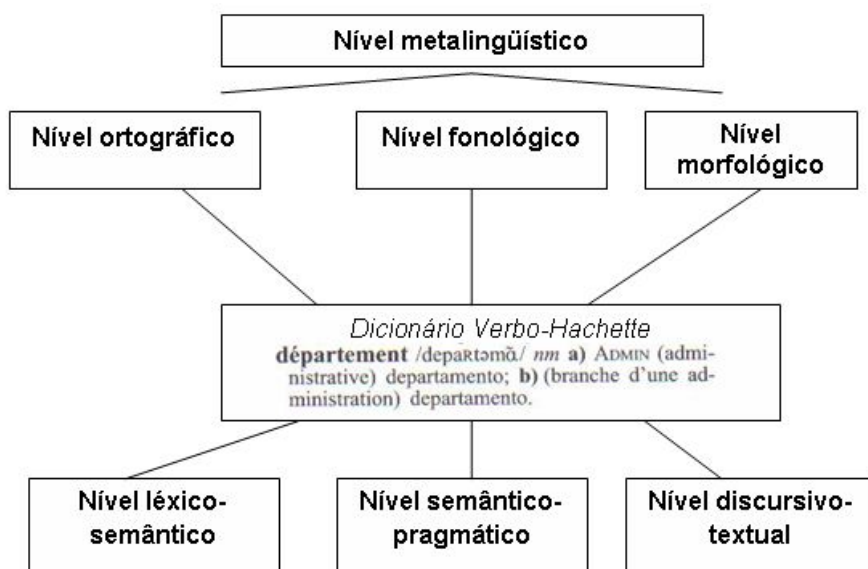 Nível metalingüístico
Nível ortográfico
Nível fonológico
Nível
morfológico
Dicionário Verbo-Hachette
département /depaʀtəmɑ̃/ nm a) ADMIN (admi-
nistrative) departamento; b) (branche d'une ad-
ministration) departamento.
Nível léxico-
semântico
Nível semântico-
pragmático
Nível discursivo-
textual